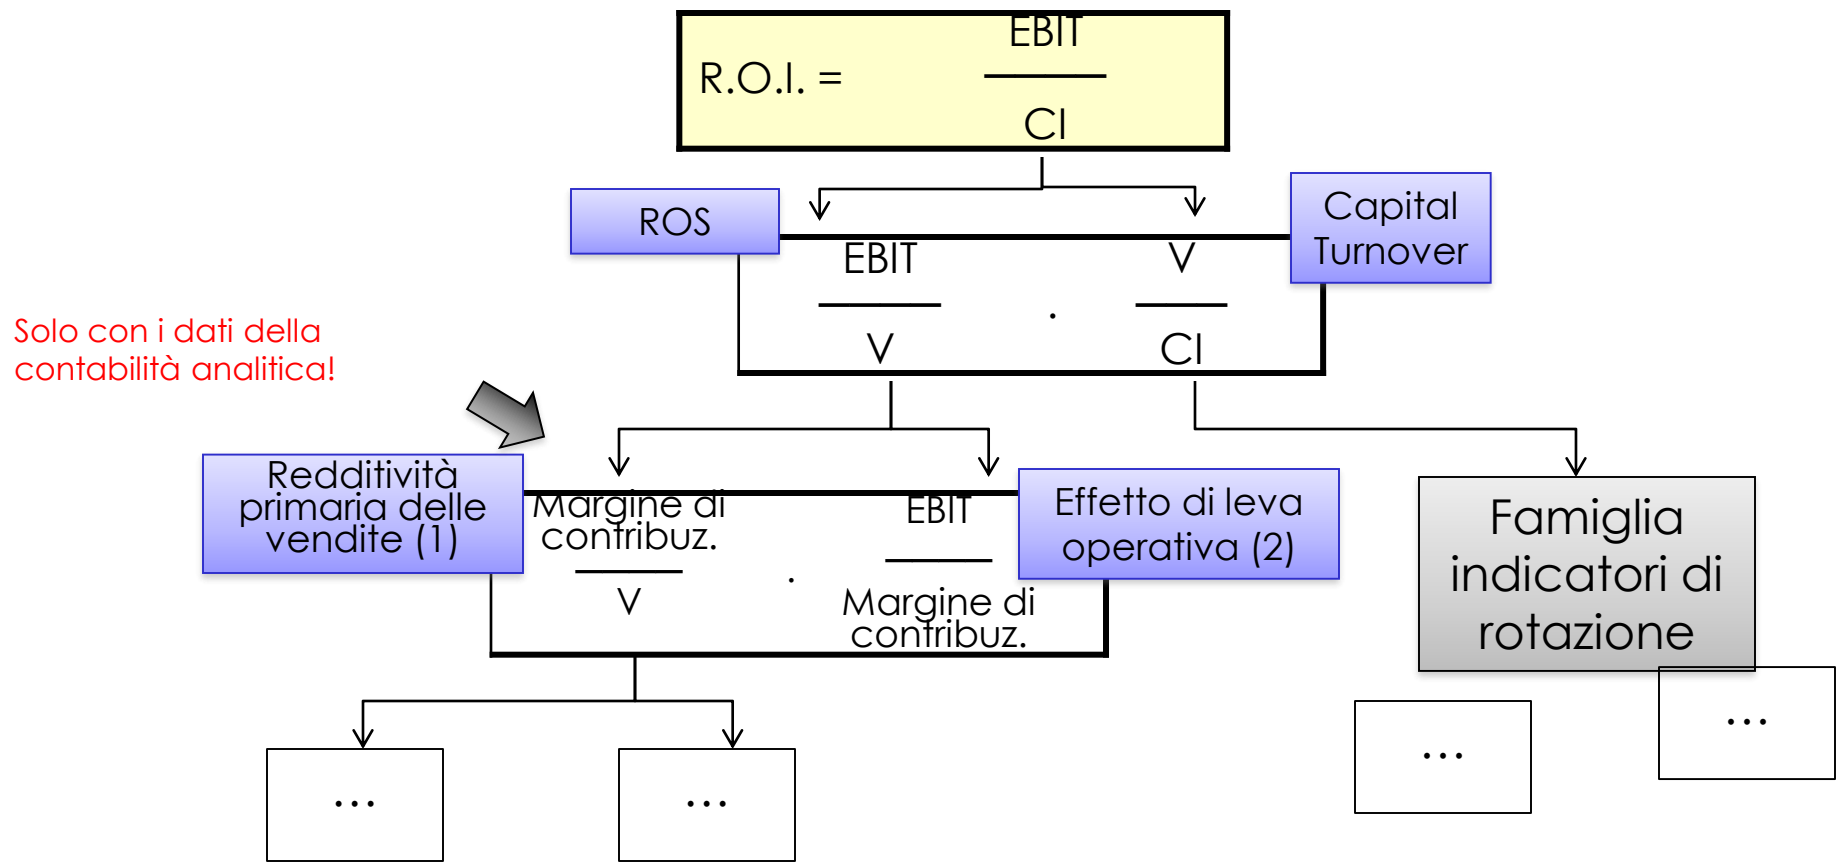 EBIT
R.O.I. =
CI
ROS
Capital
Turnover
EBIT
V
.
V
CI
Solo con i dati della
contabilità analitica!
Redditività
primaria delle
vendite (1)
Margine di
contribuz.
V
.
EBIT
Margine di
contribuz.
Effetto di leva
operativa (2)
Famiglia
indicatori di
rotazione
...
...
...
...